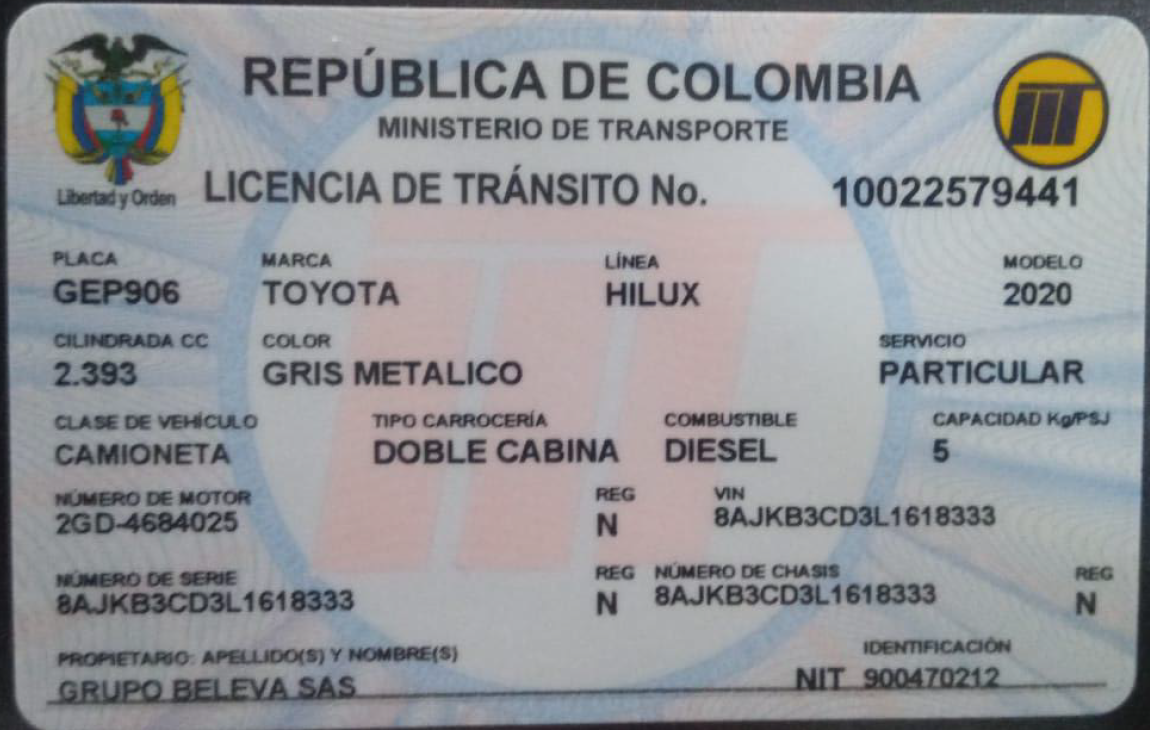 REPÚBLICA DE COLOMBIA
MINISTERIO DE TRANSPORTE
Libertad y Orden
LICENCIA DE TRÁNSITO No. 10022579441
PLACA MARCA LÍNEA MODELO
GEP906 TOYOTA HILUX 2020
CILINDRADA CC COLOR SERVICIO
2.393 GRIS METALICO PARTICULAR
CLASE DE VEHÍCULO TIPO CARROCERÍA COMBUSTIBLE CAPACIDAD Kg/PSJ
CAMIONETA DOBLE CABINA DIESEL 5
NÚMERO DE MOTOR REG VIN
2GD-4684025 N 8AJKB3CD3L1618333
NÚMERO DE SERIE REG NÚMERO DE CHASIS REG
8AJKB3CD3L1618333 N 8AJKB3CD3L1618333 N
PROPIETARIO: APELLIDO(S) Y NOMBRE(S) IDENTIFICACIÓN
GRUPO BELEVA SAS NIT 900470212